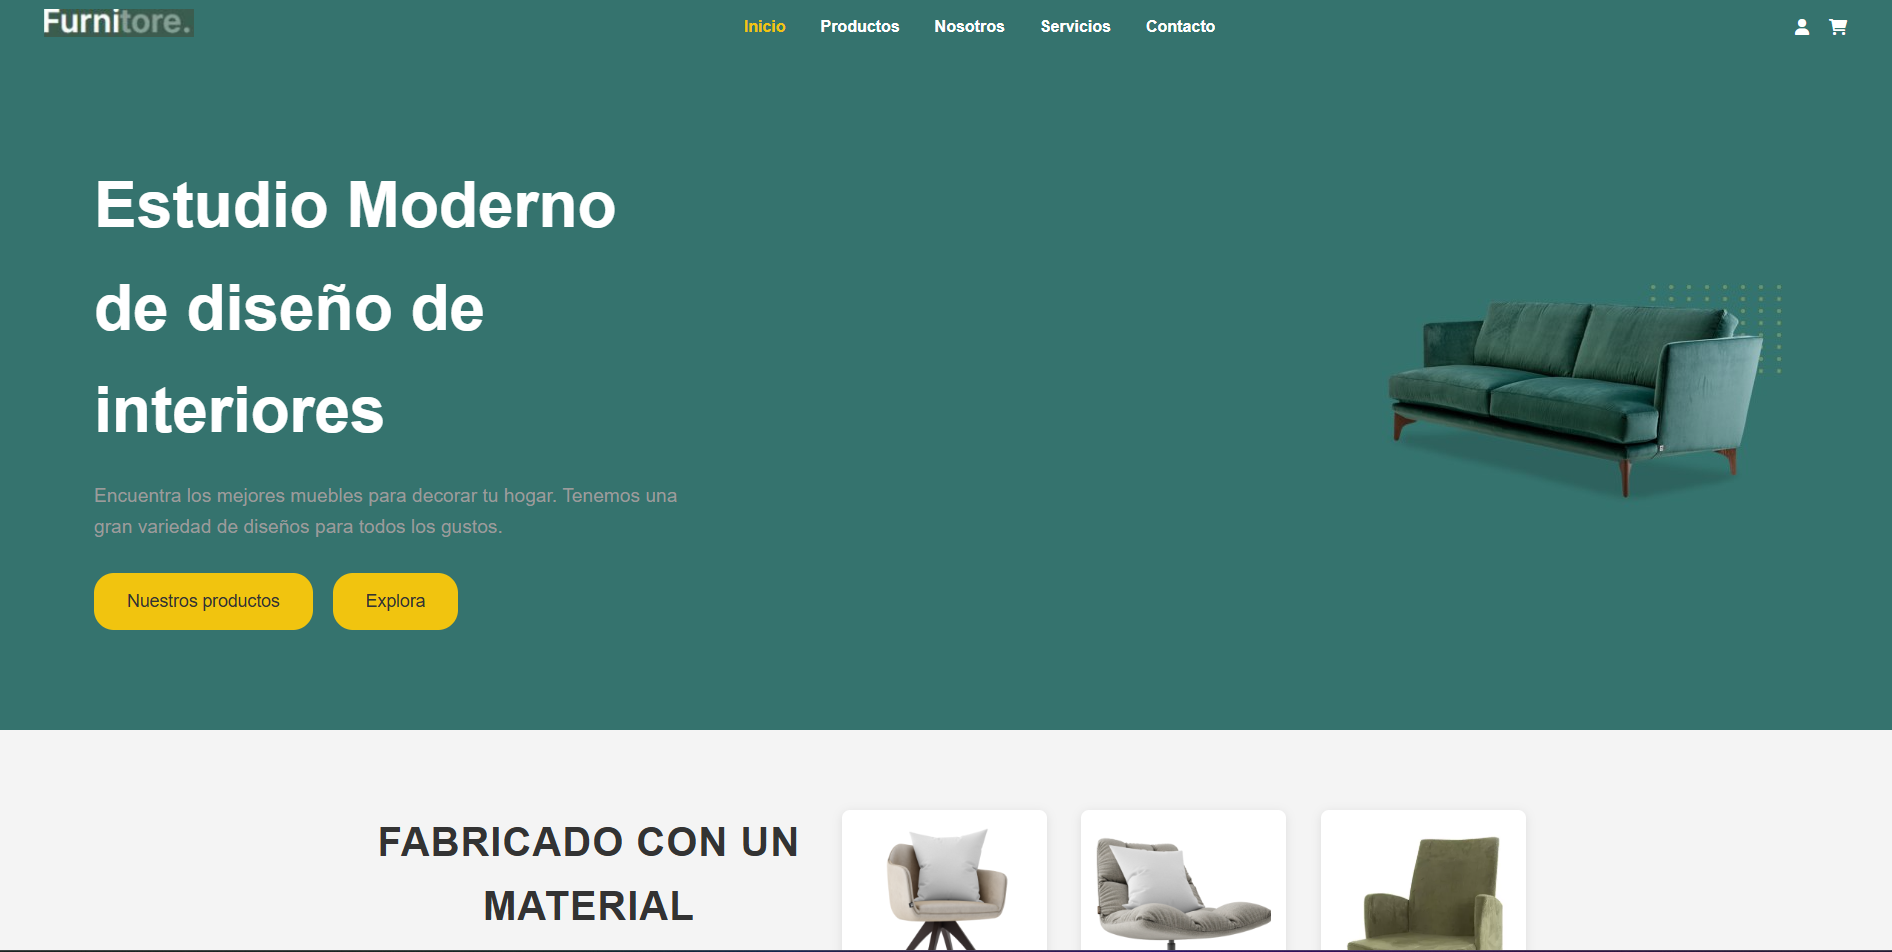 Furnitore.
Inicio Productos Nosotros Servicios Contacto
Estudio Moderno
de diseño de
interiores
Encuentra los mejores muebles para decorar tu hogar. Tenemos una
gran variedad de diseños para todos los gustos.
Nuestros productos Explora
FABRICADO CON UN
MATERIAL